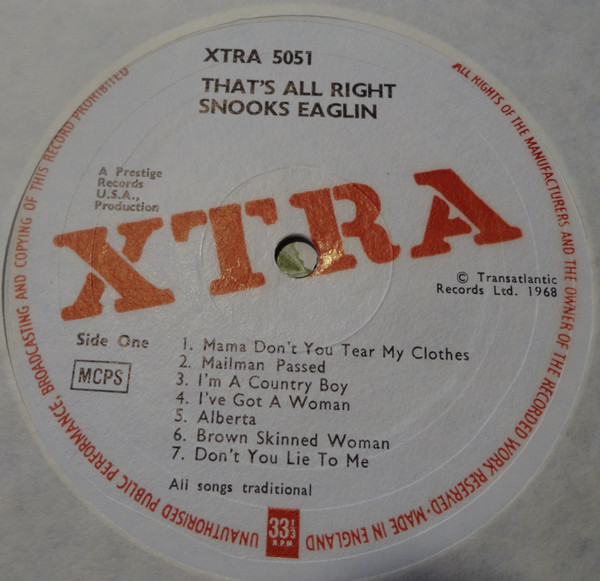 XTRA 5051
THAT'S ALL RIGHT
SNOOKS EAGLIN
A Prestige
Records
U.S.A.,
Production
XTRA
© Transatlantic
Records Ltd. 1968
Side One
MCPS
1. Mama Don't You Tear My Clothes
2. Mailman Passed
3. I'm A Country Boy
4. I've Got A Woman
5. Alberta
6. Brown Skinned Woman
7. Don't You Lie To Me
All songs traditional
33 1/3
R.P.M
ALL RIGHTS OF THE MANUFACTURERS AND THE OWNER OF THE RECORDED WORK RESERVED·MADE IN ENGLAND
UNAUTHORISED PUBLIC PERFORMANCE, BROADCASTING AND COPYING OF THIS RECORD PROHIBITED